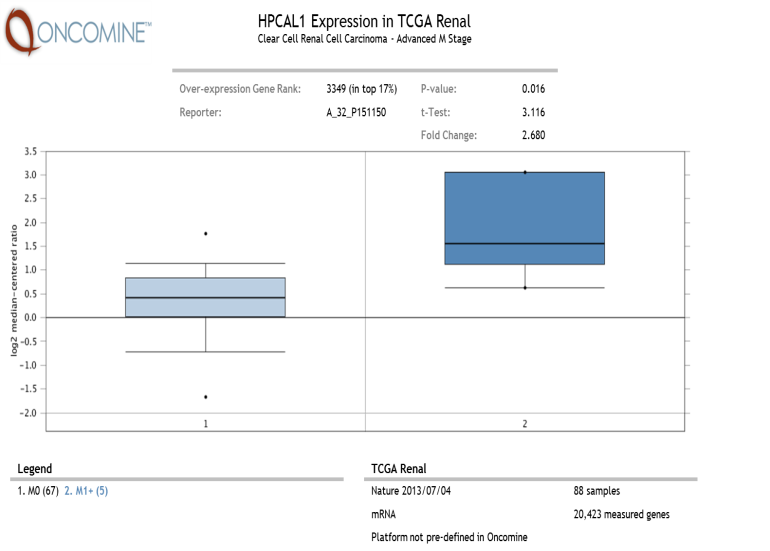 ONCOMINE™
HPCAL1 Expression in TCGA Renal
Clear Cell Renal Cell Carcinoma - Advanced M Stage
Over-expression Gene Rank: 3349 (in top 17%) P-value: 0.016
Reporter: A_32_P151150 t-Test: 3.116
Fold Change: 2.680
log2 median-centered ratio
3.5
3.0
2.5
2.0
1.5
1.0
0.5
0.0
-0.5
-1.0
-1.5
-2.0
1 2
Legend
1. M0 (67) 2. M1+ (5)
TCGA Renal
Nature 2013/07/04 88 samples
mRNA 20,423 measured genes
Platform not pre-defined in Oncomine